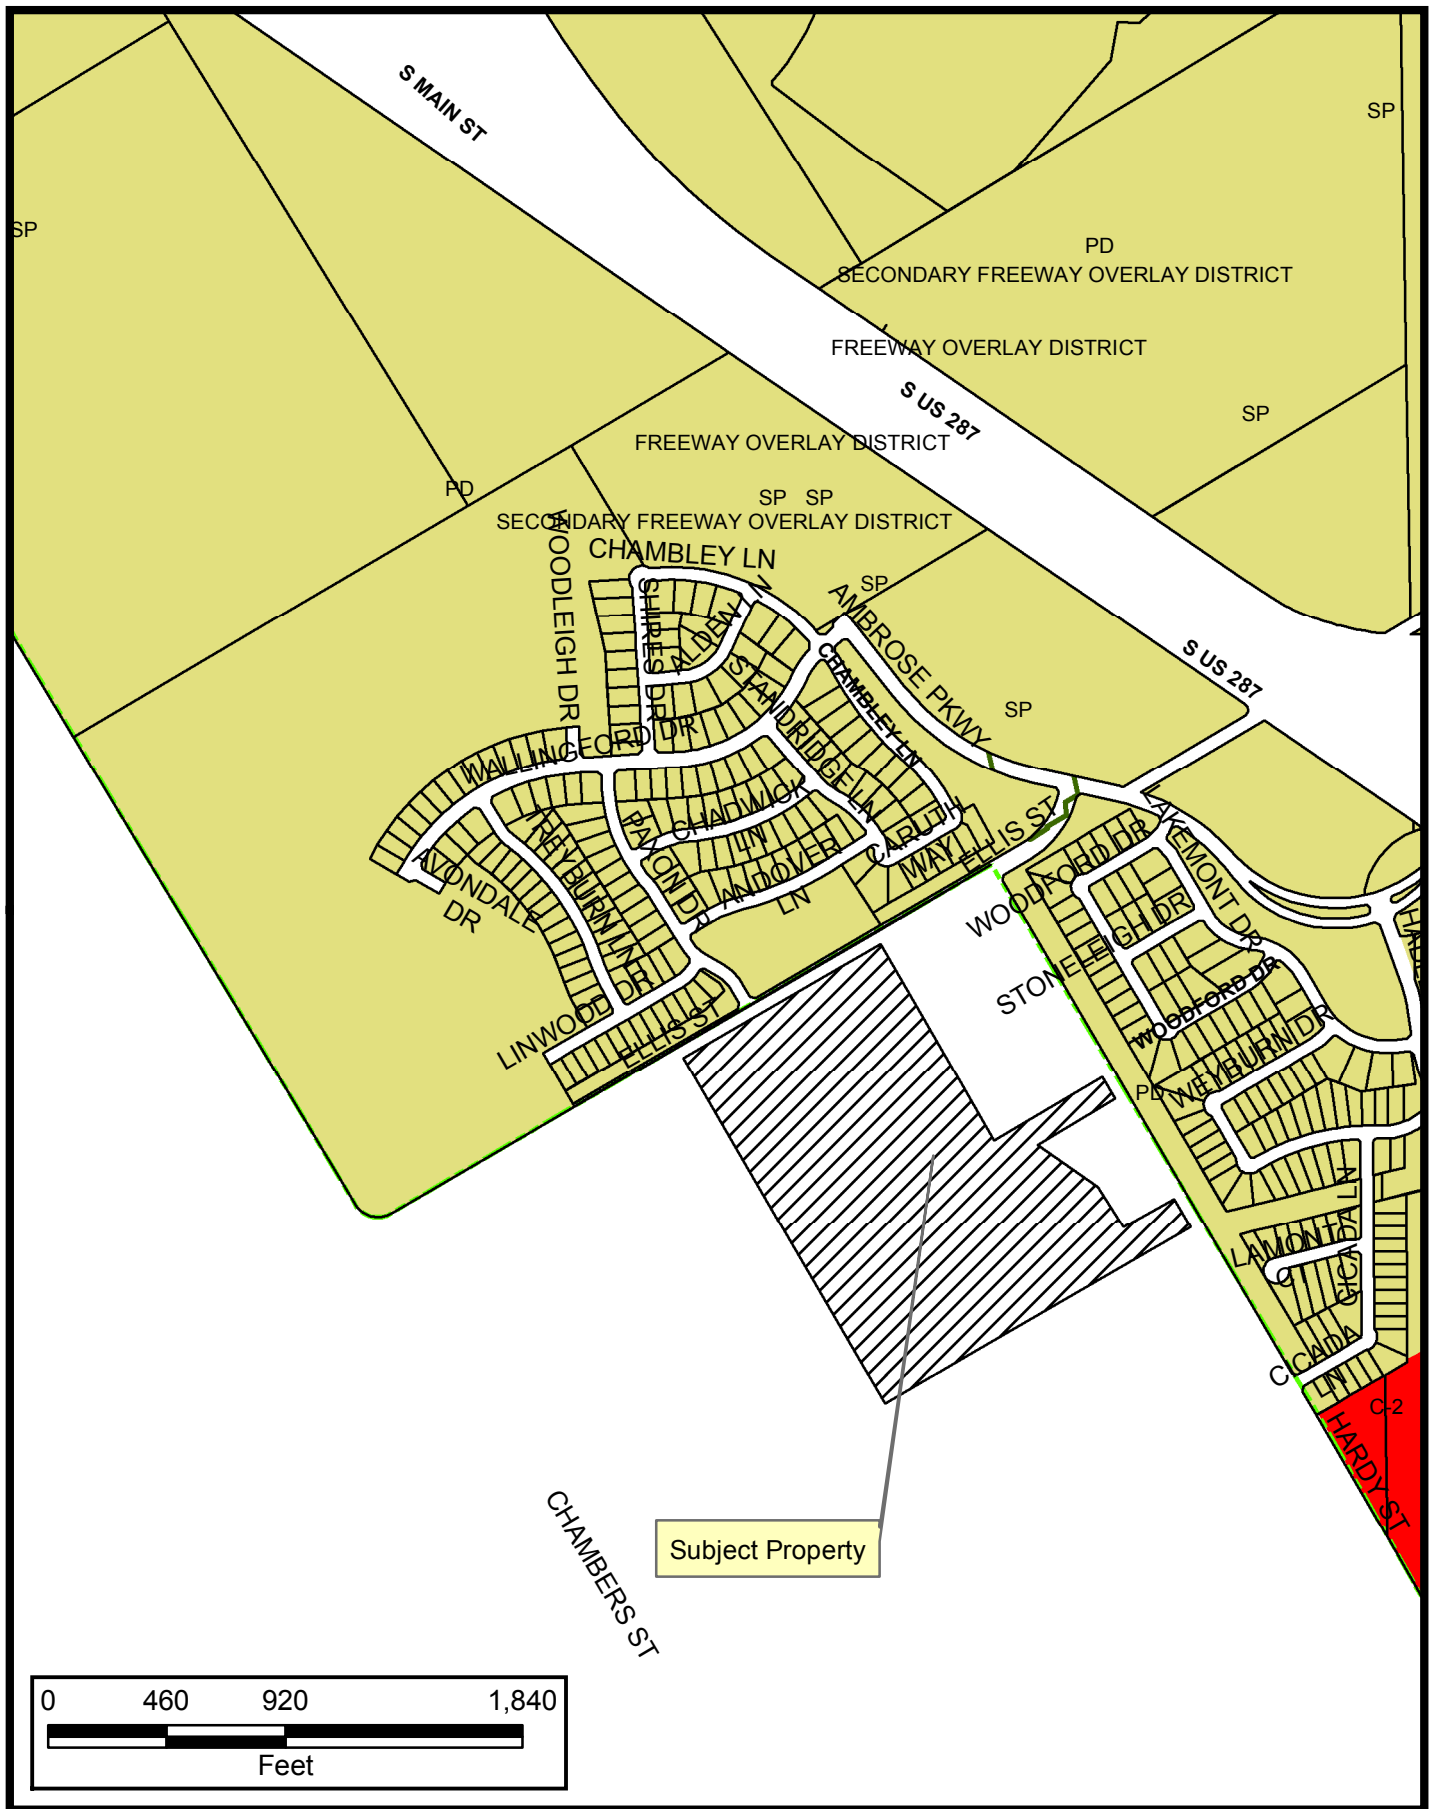 S MAIN ST
SP
SP
PD
SECONDARY FREEWAY OVERLAY DISTRICT
FREEWAY OVERLAY DISTRICT
S US 287
SP
FREEWAY OVERLAY DISTRICT
PD
SP SP
SECONDARY FREEWAY OVERLAY DISTRICT
WOODLEIGH DR
CHAMBLEY LN
SP
SHIRES DR
AMBROSE PKWY
S US 287
STANDRIDGE LN
CHAMBLEY LN
SP
WALLINGFORD DR
CHADWICK
LN
PAXON DR
REYBURN LN
AVONDALE
DR
ANDOVER
LN
CARUTH
WAY
ELLIS ST
LAKEMONT DR
WOODFORD DR
STONELEIGH DR
WOODFORD DR
WEYBURN DR
PD
LINWOOD DR
ELLIS ST
LAMONT
CT
CICADA LN
CICADA
LN
C-2
HARDY ST
Subject Property
CHAMBERS ST
0 460 920 1,840
Feet